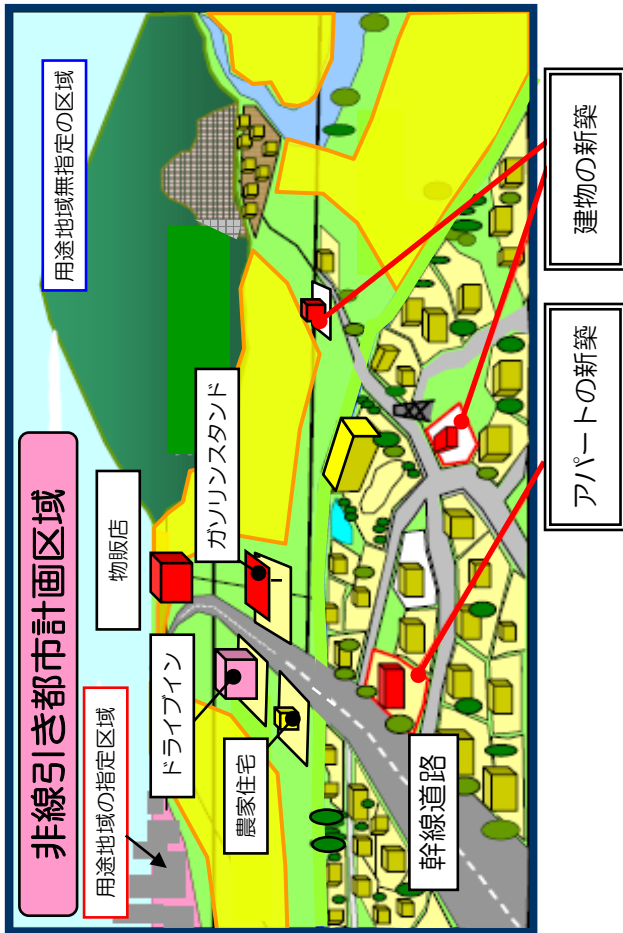 非線引き都市計画区域
用途地域の指定区域
用途地域無指定の区域
物販店
ドライブイン
ガソリンスタンド
農家住宅
幹線道路
アパートの新築
建物の新築